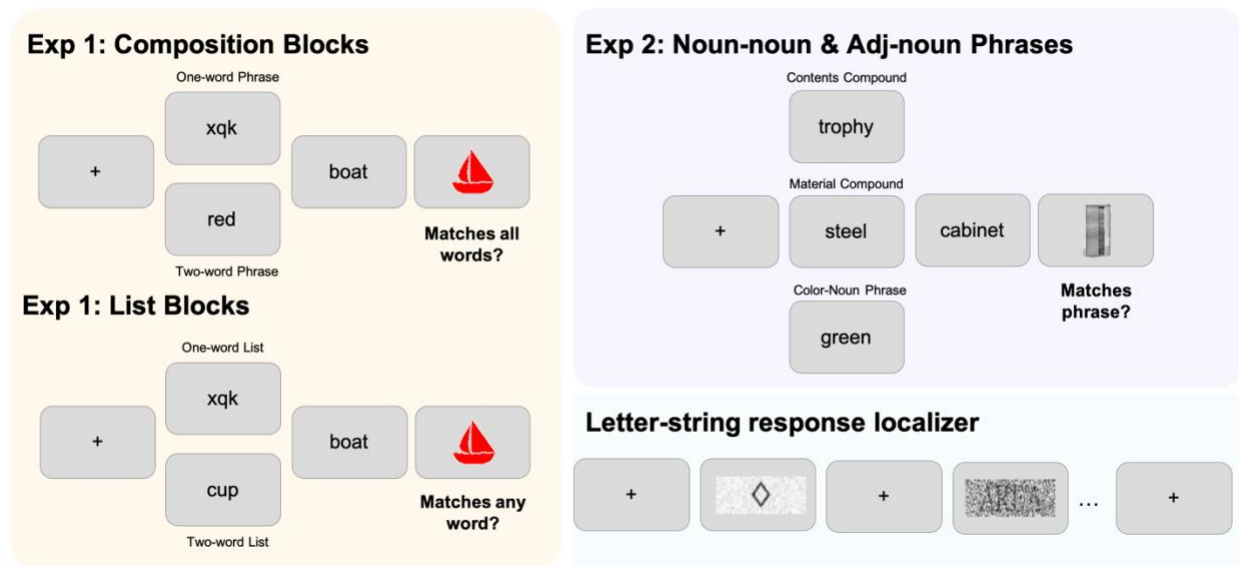 Exp 1: Composition Blocks
One-word Phrase
xqk
+
boat
red
Matches all
words?
Two-word Phrase
Exp 1: List Blocks
One-word List
xqk
+
boat
cup
Matches any
word?
Two-word List
Exp 2: Noun-noun & Adj-noun Phrases
Contents Compound
trophy
Material Compound
+
steel
cabinet
Color-Noun Phrase
Matches
phrase?
green
Letter-string response localizer
+
+
...
+